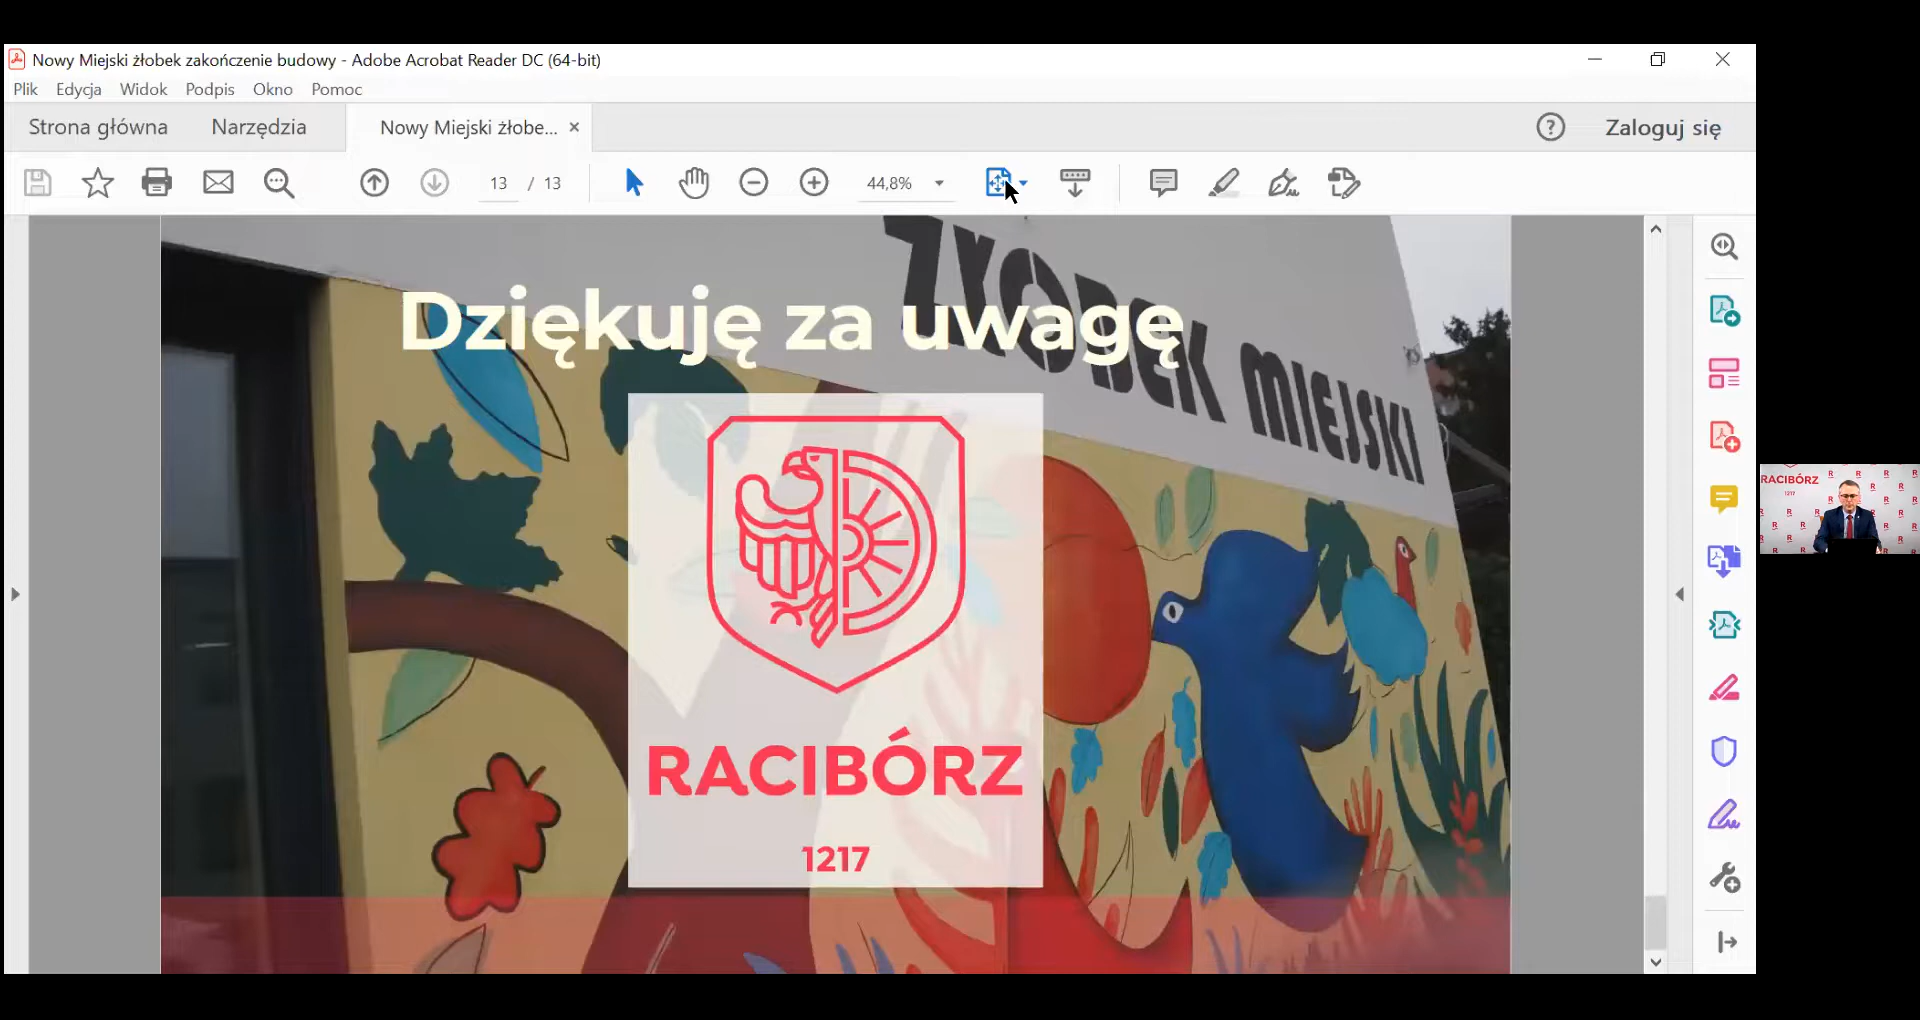 Nowy Miejski żłobek zakończenie budowy - Adobe Acrobat Reader DC (64-bit)
Plik Edycja Widok Podpis Okno Pomoc
Strona główna Narzędzia Nowy Miejski żłobe... Zaloguj się
13 / 13 44,8%
ŻŁOBEK MIEJSKI
Dziękuję za uwagę
RACIBÓRZ
1217
RACIBÓRZ
1217